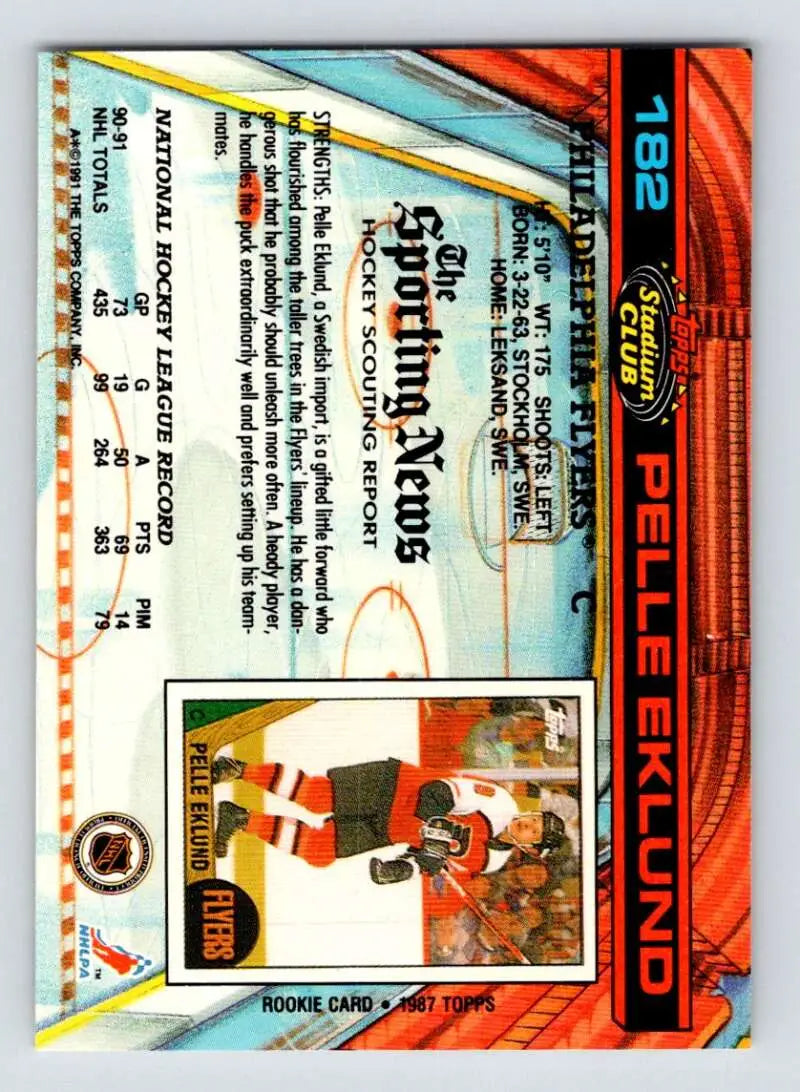 182
TOPPS
Stadium
CLUB
PELLE EKLUND
PHILADELPHIA FLYERS • C
HT: 5'10" WT: 175 SHOOTS: LEFT
BORN: 3-22-63, STOCKHOLM, SWE.
HOME: LEKSAND, SWE.
The
Sporting News
HOCKEY SCOUTING REPORT
STRENGTHS: Pelle Eklund, a Swedish import, is a gifted little forward who
has flourished among the taller trees in the Flyers' lineup. He has a dan-
gerous shot that he probably should unleash more often. A heady player,
he handles the puck extraordinarily well and prefers setting up his team-
mates.
NATIONAL HOCKEY LEAGUE RECORD
GP G A PTS PIM
90-91 73 19 50 69 14
NHL TOTALS 435 99 264 363 79
A*©1991 THE TOPPS COMPANY, INC.
topps
C PELLE EKLUND
FLYERS
ROOKIE CARD • 1987 TOPPS
NHL
NHLPA
TM